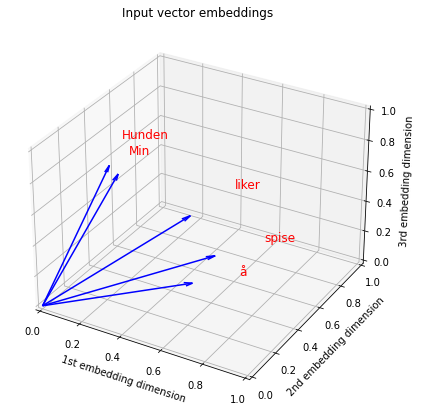 Input vector embeddings
Hunden
Min
liker
spise
å
0.0
0.2
0.4
0.6
0.8
1.0
1st embedding dimension
0.0
0.2
0.4
0.6
0.8
1.0
2nd embedding dimension
0.0
0.2
0.4
0.6
0.8
1.0
3rd embedding dimension